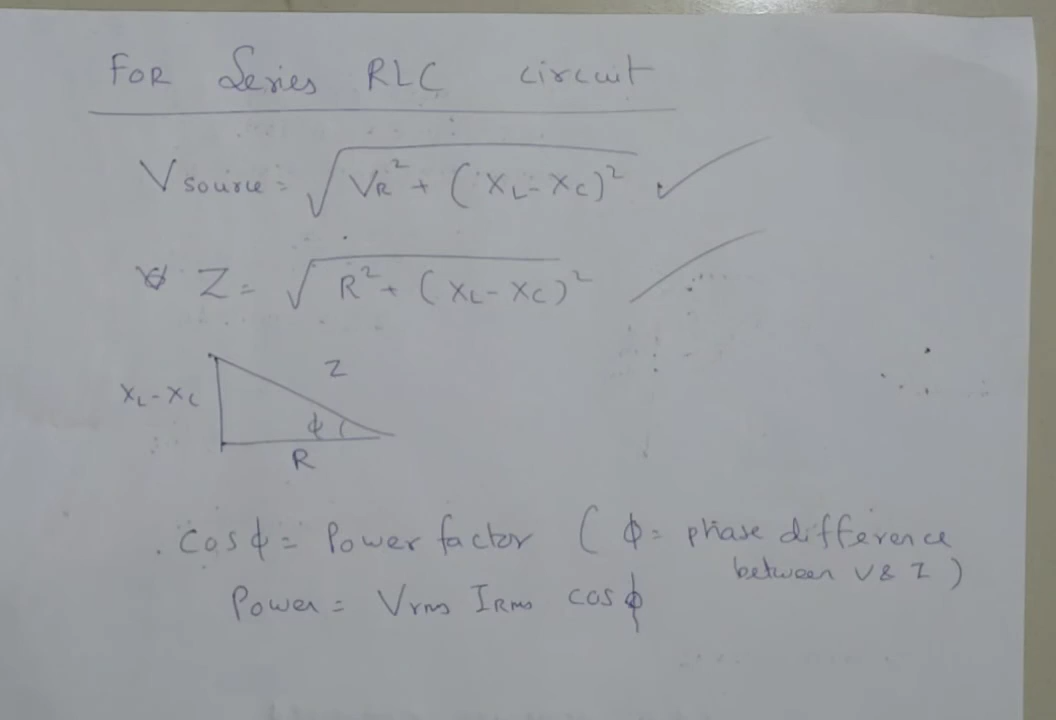 FOR Series RLC circuit
V source = √(VR² + (XL - XC)²)
Z = √(R² + (XL - XC)²)
Z
XL - XC
ϕ
R
. cos ϕ = Power factor ( ϕ = phase difference
between V & I )
Power = Vrms IRms cos ϕ